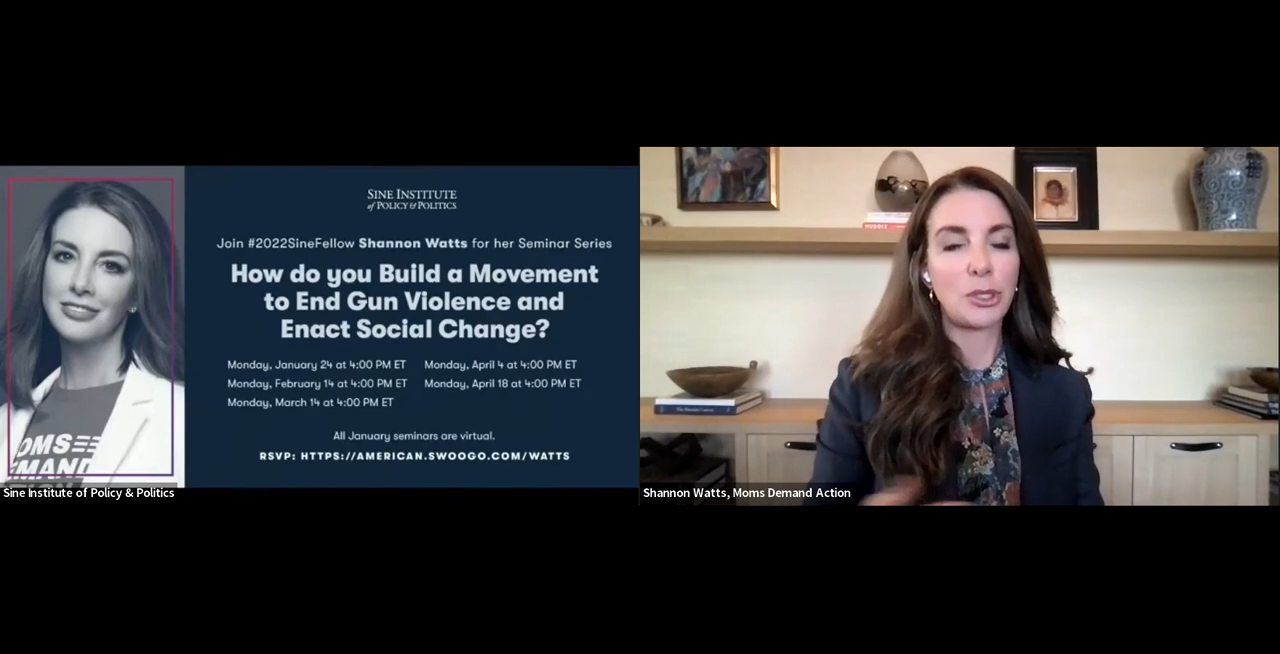 SINE INSTITUTE
of POLICY & POLITICS
Join #2022SineFellow Shannon Watts for her Seminar Series
How do you Build a Movement
to End Gun Violence and
Enact Social Change?
Monday, January 24 at 4:00 PM ET
Monday, February 14 at 4:00 PM ET
Monday, March 14 at 4:00 PM ET
Monday, April 4 at 4:00 PM ET
Monday, April 18 at 4:00 PM ET
All January seminars are virtual.
RSVP: HTTPS://AMERICAN.SWOOGO.COM/WATTS
OMS
MAND
Sine Institute of Policy & Politics
Shannon Watts, Moms Demand Action